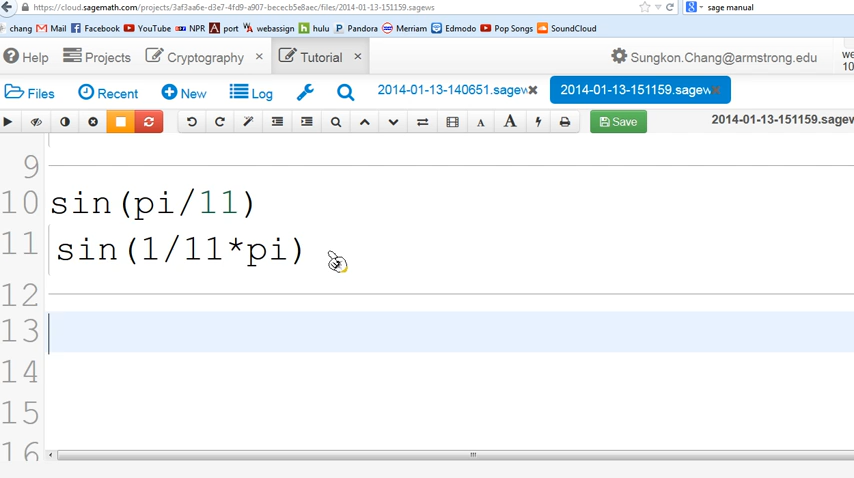 https://cloud.sagemath.com/projects/3af3aa6e-d3e7-4fd9-a907-bececb5e8aec/files/2014-01-13-151159.sagews
sage manual
chang Mail Facebook YouTube NPR port webassign hulu Pandora Merriam Edmodo Pop Songs SoundCloud
Help Projects Cryptography × Tutorial × Sungkon.Chang@armstrong.edu
we
10
Files Recent New Log 2014-01-13-140651.sagew 2014-01-13-151159.sagew
A A Save 2014-01-13-151159.sagew
9
10 sin(pi/11)
11 sin(1/11*pi)
12
13
14
15
16